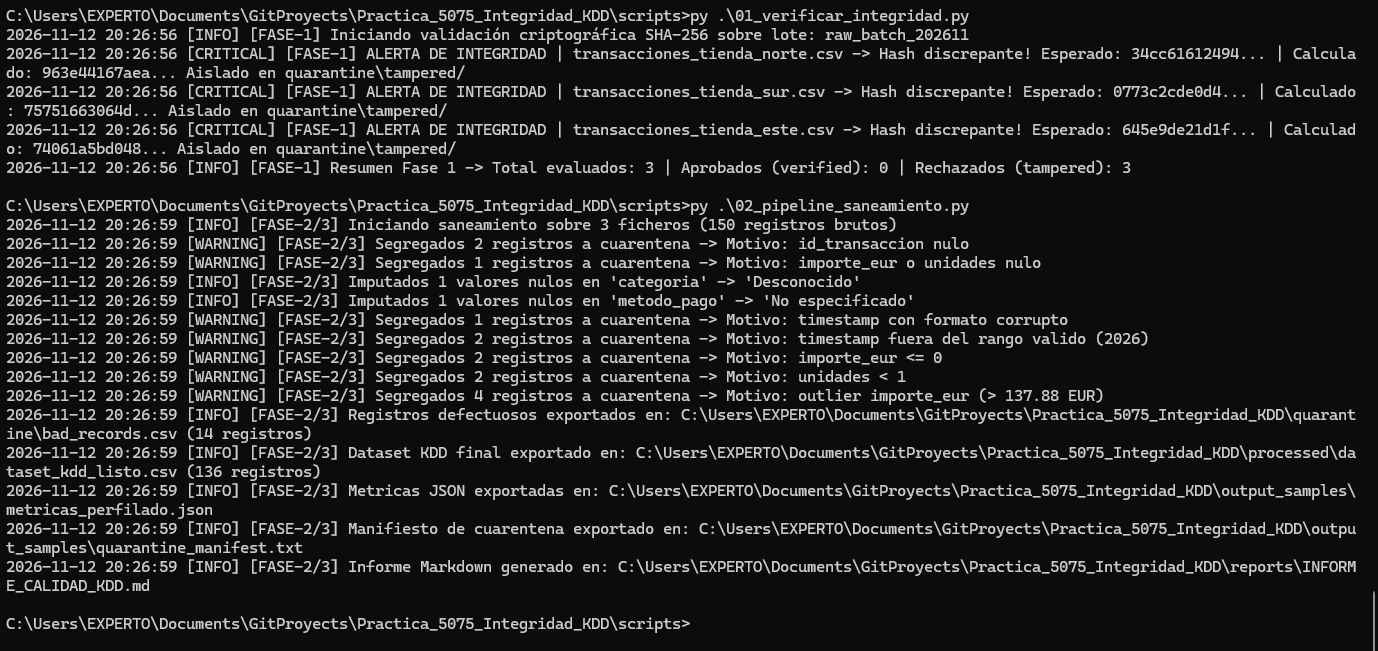 C:\Users\EXPERTO\Documents\GitProyects\Practica_5075_Integridad_KDD\scripts>py .\01_verificar_integridad.py
2026-11-12 20:26:56 [INFO] [FASE-1] Iniciando validación criptográfica SHA-256 sobre lote: raw_batch_202611
2026-11-12 20:26:56 [CRITICAL] [FASE-1] ALERTA DE INTEGRIDAD | transacciones_tienda_norte.csv -> Hash discrepante! Esperado: 34cc61612494... | Calcula
do: 963e44167aea... Aislado en quarantine\tampered/
2026-11-12 20:26:56 [CRITICAL] [FASE-1] ALERTA DE INTEGRIDAD | transacciones_tienda_sur.csv -> Hash discrepante! Esperado: 0773c2cde0d4... | Calculado
: 75751663064d... Aislado en quarantine\tampered/
2026-11-12 20:26:56 [CRITICAL] [FASE-1] ALERTA DE INTEGRIDAD | transacciones_tienda_este.csv -> Hash discrepante! Esperado: 645e9de21d1f... | Calculad
o: 74061a5bd048... Aislado en quarantine\tampered/
2026-11-12 20:26:56 [INFO] [FASE-1] Resumen Fase 1 -> Total evaluados: 3 | Aprobados (verified): 0 | Rechazados (tampered): 3
C:\Users\EXPERTO\Documents\GitProyects\Practica_5075_Integridad_KDD\scripts>py .\02_pipeline_saneamiento.py
2026-11-12 20:26:59 [INFO] [FASE-2/3] Iniciando saneamiento sobre 3 ficheros (150 registros brutos)
2026-11-12 20:26:59 [WARNING] [FASE-2/3] Segregados 2 registros a cuarentena -> Motivo: id_transaccion nulo
2026-11-12 20:26:59 [WARNING] [FASE-2/3] Segregados 1 registros a cuarentena -> Motivo: importe_eur o unidades nulo
2026-11-12 20:26:59 [INFO] [FASE-2/3] Imputados 1 valores nulos en 'categoria' -> 'Desconocido'
2026-11-12 20:26:59 [INFO] [FASE-2/3] Imputados 1 valores nulos en 'metodo_pago' -> 'No especificado'
2026-11-12 20:26:59 [WARNING] [FASE-2/3] Segregados 1 registros a cuarentena -> Motivo: timestamp con formato corrupto
2026-11-12 20:26:59 [WARNING] [FASE-2/3] Segregados 2 registros a cuarentena -> Motivo: timestamp fuera del rango valido (2026)
2026-11-12 20:26:59 [WARNING] [FASE-2/3] Segregados 2 registros a cuarentena -> Motivo: importe_eur <= 0
2026-11-12 20:26:59 [WARNING] [FASE-2/3] Segregados 2 registros a cuarentena -> Motivo: unidades < 1
2026-11-12 20:26:59 [WARNING] [FASE-2/3] Segregados 4 registros a cuarentena -> Motivo: outlier importe_eur (> 137.88 EUR)
2026-11-12 20:26:59 [INFO] [FASE-2/3] Registros defectuosos exportados en: C:\Users\EXPERTO\Documents\GitProyects\Practica_5075_Integridad_KDD\quarant
ine\bad_records.csv (14 registros)
2026-11-12 20:26:59 [INFO] [FASE-2/3] Dataset KDD final exportado en: C:\Users\EXPERTO\Documents\GitProyects\Practica_5075_Integridad_KDD\processed\da
taset_kdd_listo.csv (136 registros)
2026-11-12 20:26:59 [INFO] [FASE-2/3] Metricas JSON exportadas en: C:\Users\EXPERTO\Documents\GitProyects\Practica_5075_Integridad_KDD\output_samples\
metricas_perfilado.json
2026-11-12 20:26:59 [INFO] [FASE-2/3] Manifiesto de cuarentena exportado en: C:\Users\EXPERTO\Documents\GitProyects\Practica_5075_Integridad_KDD\outpu
t_samples\quarantine_manifest.txt
2026-11-12 20:26:59 [INFO] [FASE-2/3] Informe Markdown generado en: C:\Users\EXPERTO\Documents\GitProyects\Practica_5075_Integridad_KDD\reports\INFORM
E_CALIDAD_KDD.md
C:\Users\EXPERTO\Documents\GitProyects\Practica_5075_Integridad_KDD\scripts>